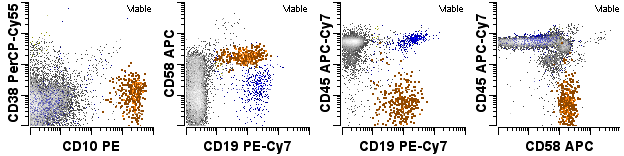 Viable
CD38 PerCP-Cy55
CD10 PE
Viable
CD58 APC
CD19 PE-Cy7
Viable
CD45 APC-Cy7
CD19 PE-Cy7
Viable
CD45 APC-Cy7
CD58 APC